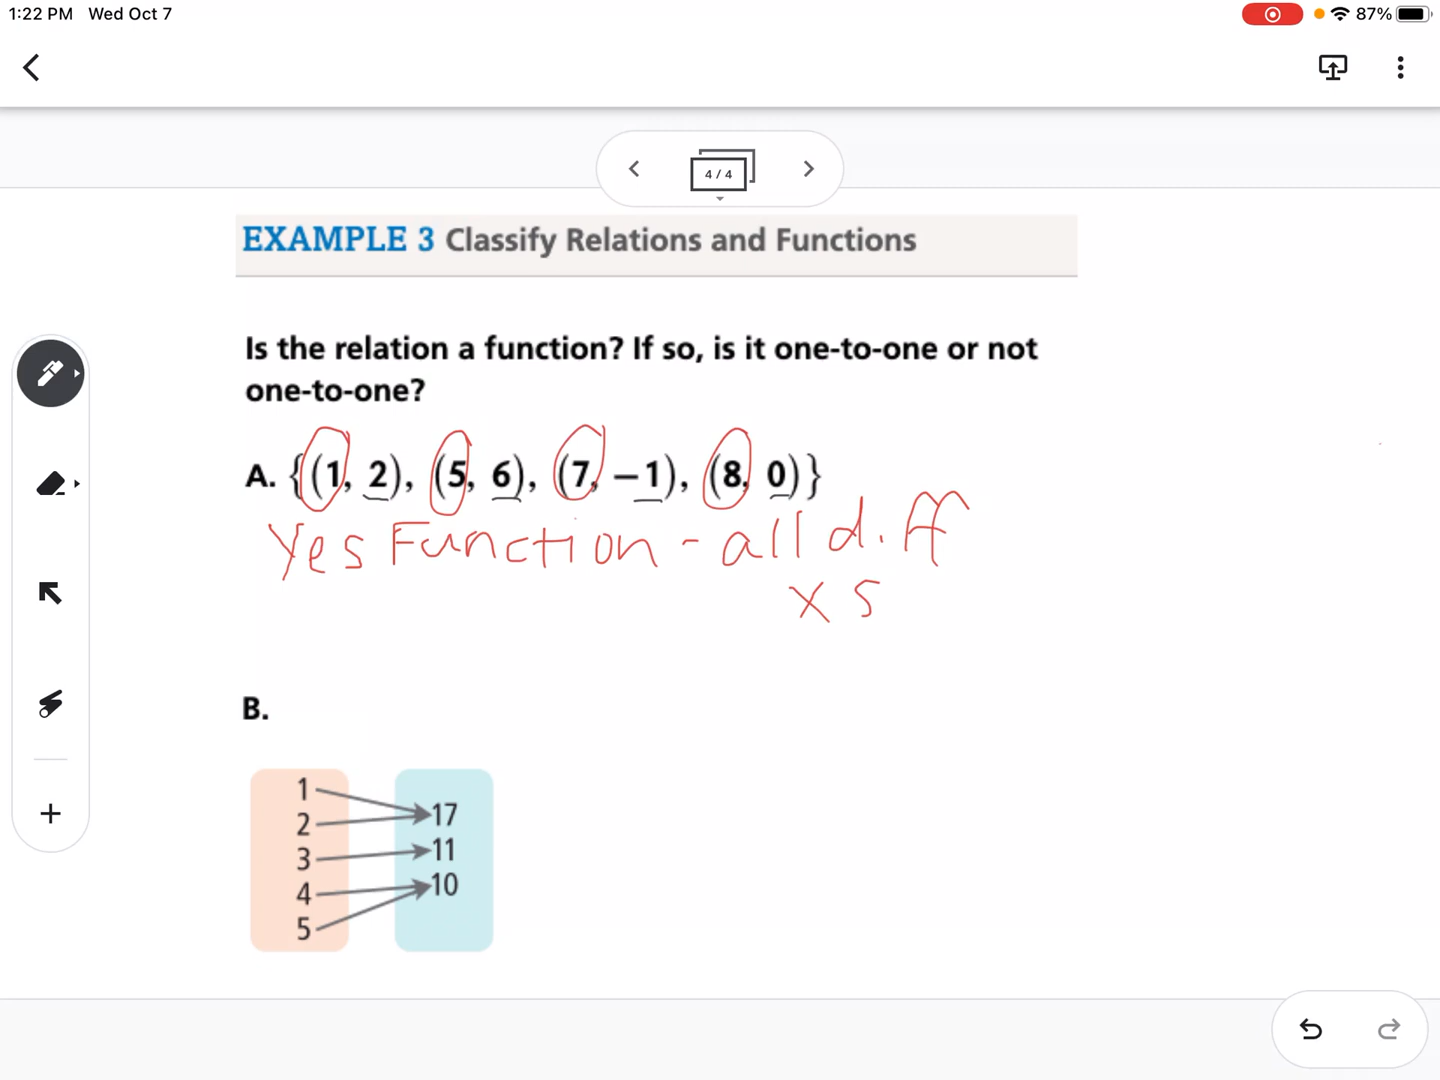 1:22 PM Wed Oct 7
87%
4 / 4
EXAMPLE 3 Classify Relations and Functions
Is the relation a function? If so, is it one-to-one or not
one-to-one?
A. {(1, 2), (5, 6), (7, −1), (8, 0)}
Yes Function - all diff
x s
B.
1
2
3
4
5
17
11
10